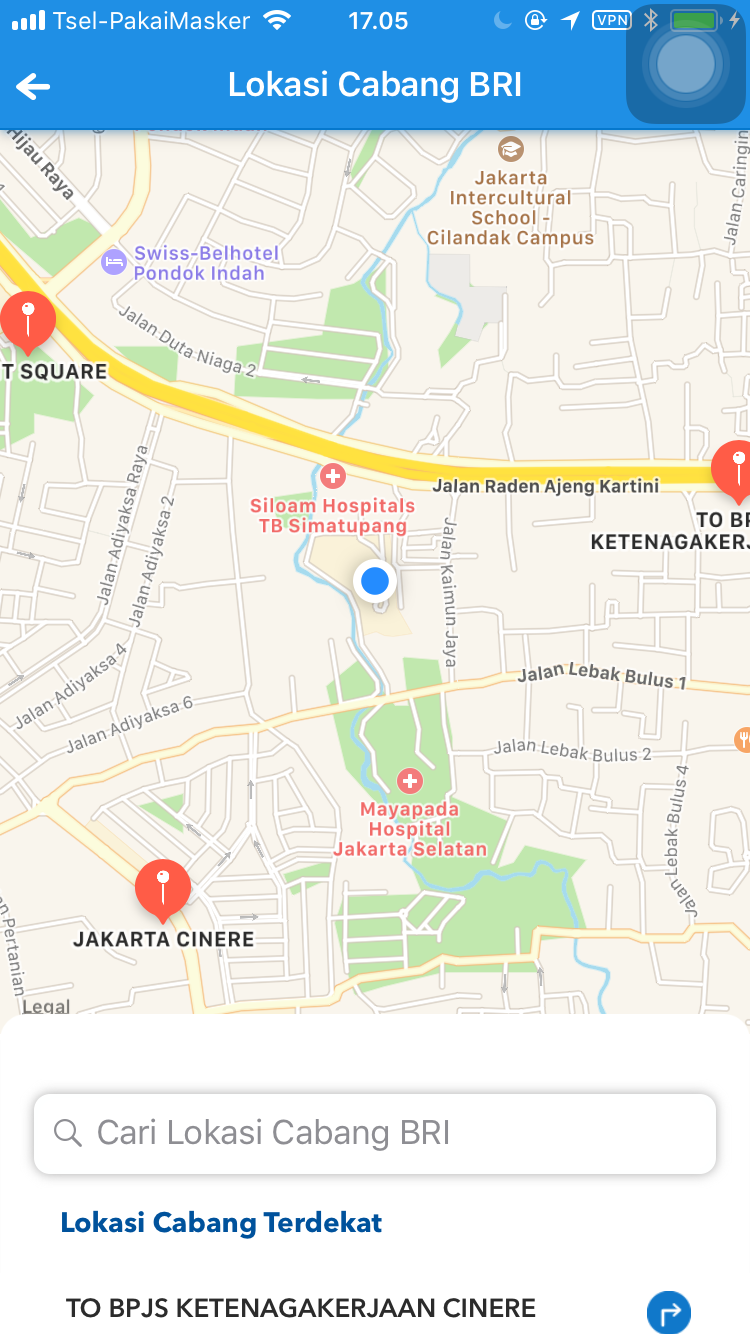 Tsel-PakaiMasker 17.05 VPN
Lokasi Cabang BRI
Hijau Raya
Jakarta
Intercultural
School -
Cilandak Campus
Jalan Caringin
Swiss-Belhotel
Pondok Indah
Jalan Duta Niaga 2
T SQUARE
Jalan Raden Ajeng Kartini
Siloam Hospitals
TB Simatupang
TO BP
KETENAGAKERJ
Jalan Adiyaksa Raya
Jalan Adiyaksa 2
Jalan Kaimun Jaya
Jalan Adiyaksa 4
Jalan Adiyaksa 6
Jalan Lebak Bulus 1
Jalan Lebak Bulus 2
Jalan Lebak Bulus 4
Mayapada
Hospital
Jakarta Selatan
JAKARTA CINERE
an Pertanian
Legal
Cari Lokasi Cabang BRI
Lokasi Cabang Terdekat
TO BPJS KETENAGAKERJAAN CINERE